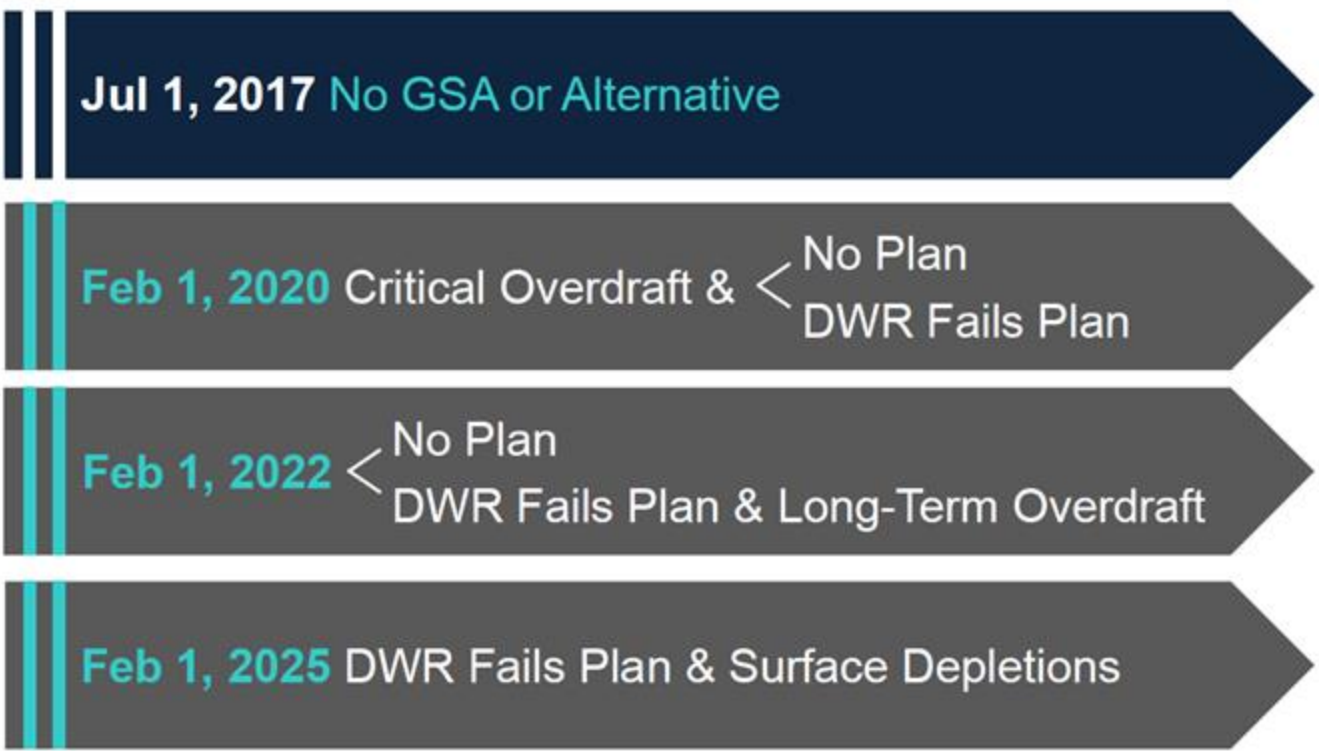 Jul 1, 2017 No GSA or Alternative
Feb 1, 2020 Critical Overdraft &
No Plan
DWR Fails Plan
Feb 1, 2022
No Plan
DWR Fails Plan & Long-Term Overdraft
Feb 1, 2025 DWR Fails Plan & Surface Depletions